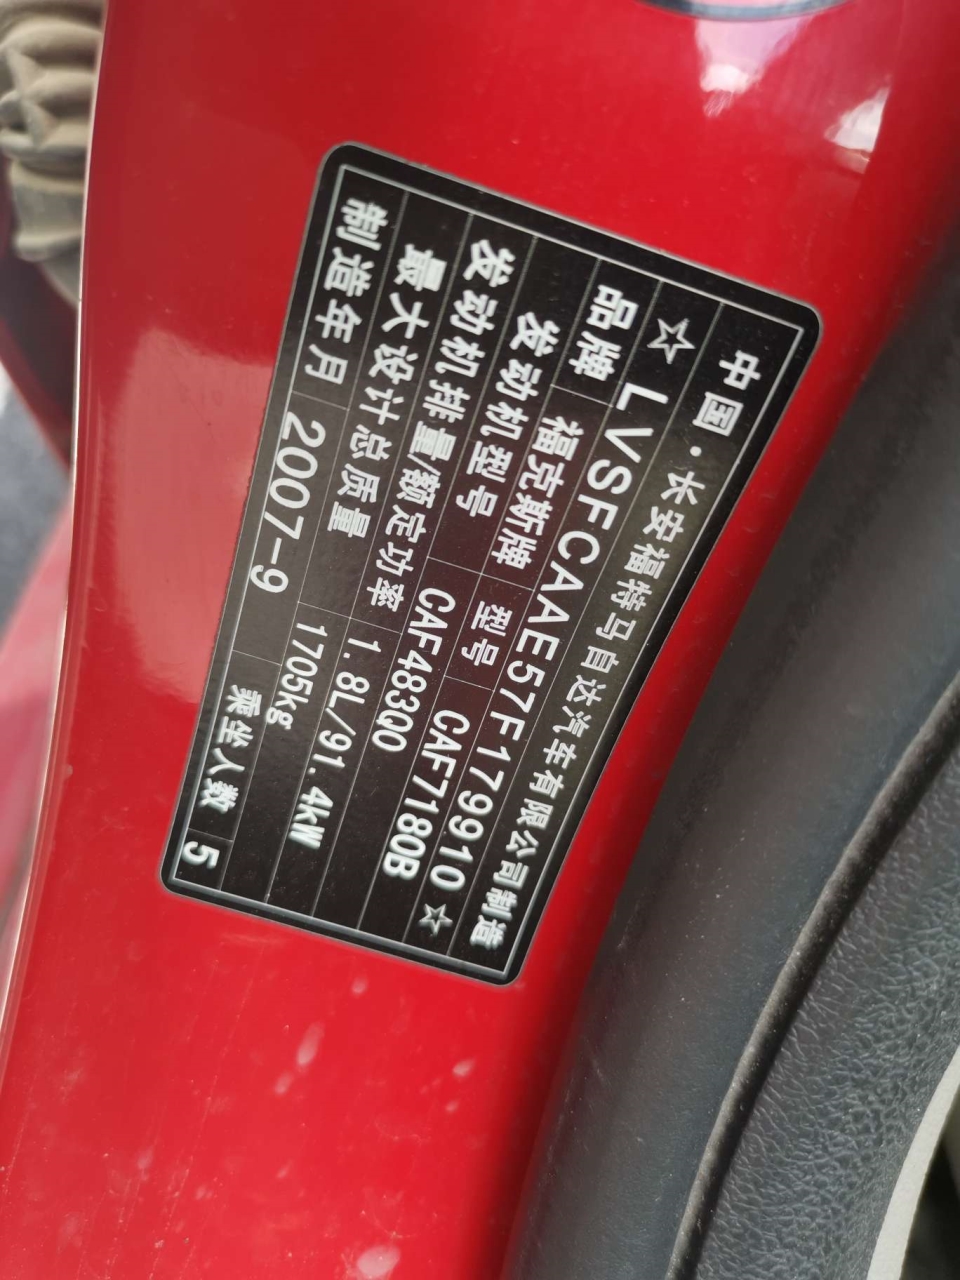 中国·长安福特马自达汽车有限公司制造
☆ LVSFCAAE57F179910 ☆
品牌 福克斯牌 型号 CAF7180B
发动机型号 CAF483Q0
发动机排量/额定功率 1.8L/91.4kW
最大设计总质量 1705kg
制造年月 2007-9 乘坐人数 5